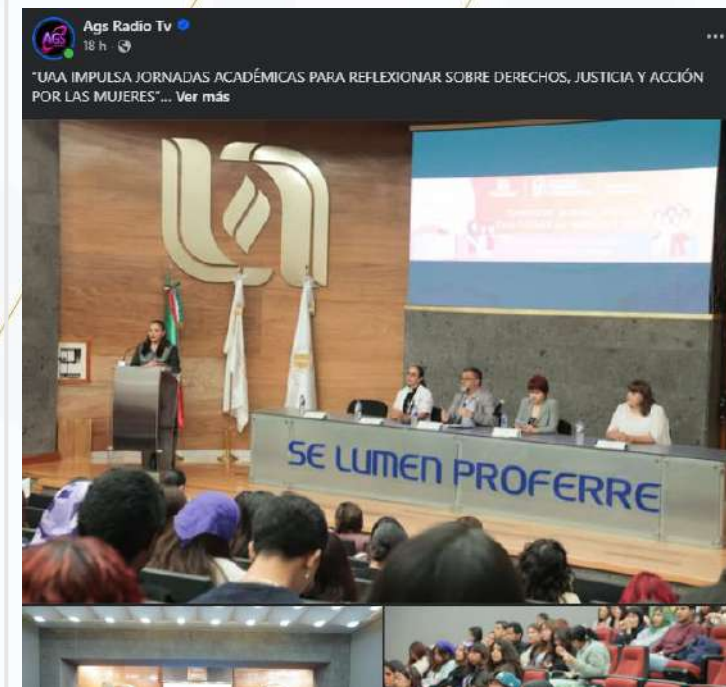 Ags Radio Tv
18 h
"UAA IMPULSA JORNADAS ACADÉMICAS PARA REFLEXIONAR SOBRE DERECHOS, JUSTICIA Y ACCIÓN
POR LAS MUJERES"... Ver más
SE LUMEN PROFERRE